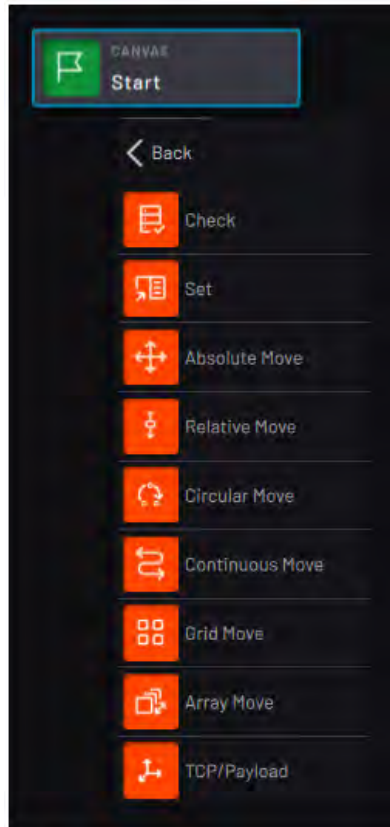 CANVAS
Start
Back
Check
Set
Absolute Move
Relative Move
Circular Move
Continuous Move
Grid Move
Array Move
TCP/Payload